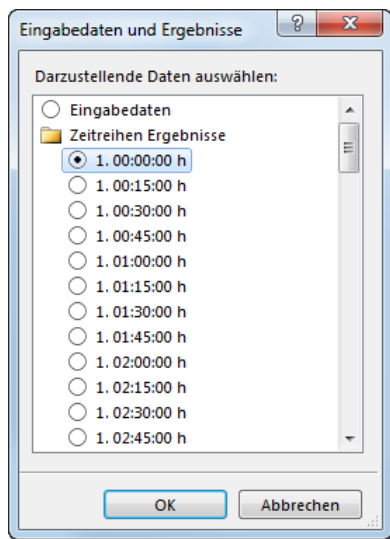 Eingabedaten und Ergebnisse
Darzustellende Daten auswählen:
Eingabedaten
Zeitreihen Ergebnisse
1. 00:00:00 h
1. 00:15:00 h
1. 00:30:00 h
1. 00:45:00 h
1. 01:00:00 h
1. 01:15:00 h
1. 01:30:00 h
1. 01:45:00 h
1. 02:00:00 h
1. 02:15:00 h
1. 02:30:00 h
1. 02:45:00 h
OK Abbrechen